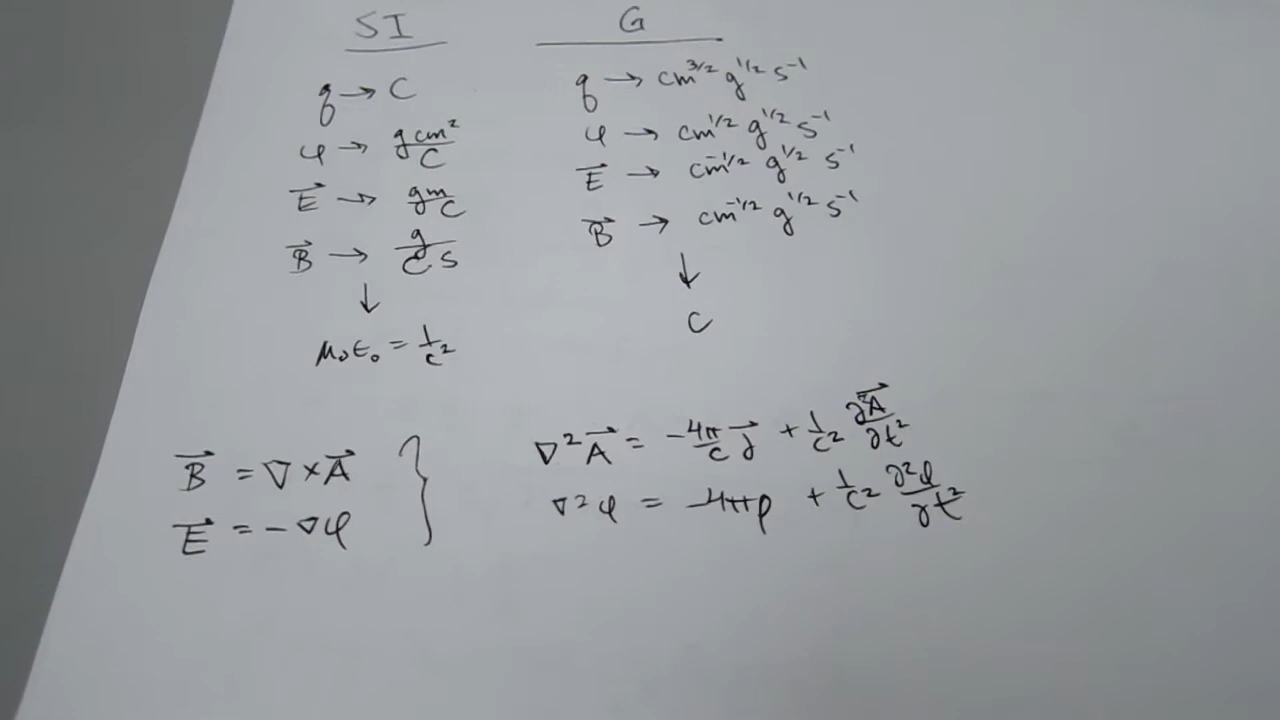 SI G
q → C q → cm^{3/2} g^{1/2} s^{-1}
φ → g cm²/C φ → cm^{1/2} g^{1/2} s^{-1}
E⃗ → gm/C E⃗ → cm^{-1/2} g^{1/2} s^{-1}
B⃗ → g/C s B⃗ → cm^{-1/2} g^{1/2} s^{-1}
↓ ↓
μ₀ε₀ = 1/c² C
B⃗ = ∇ × A⃗ } ∇²A⃗ = -4π/c j⃗ + 1/c² ∂²A⃗/∂t²
E⃗ = -∇φ ∇²φ = -4πρ + 1/c² ∂²φ/∂t²